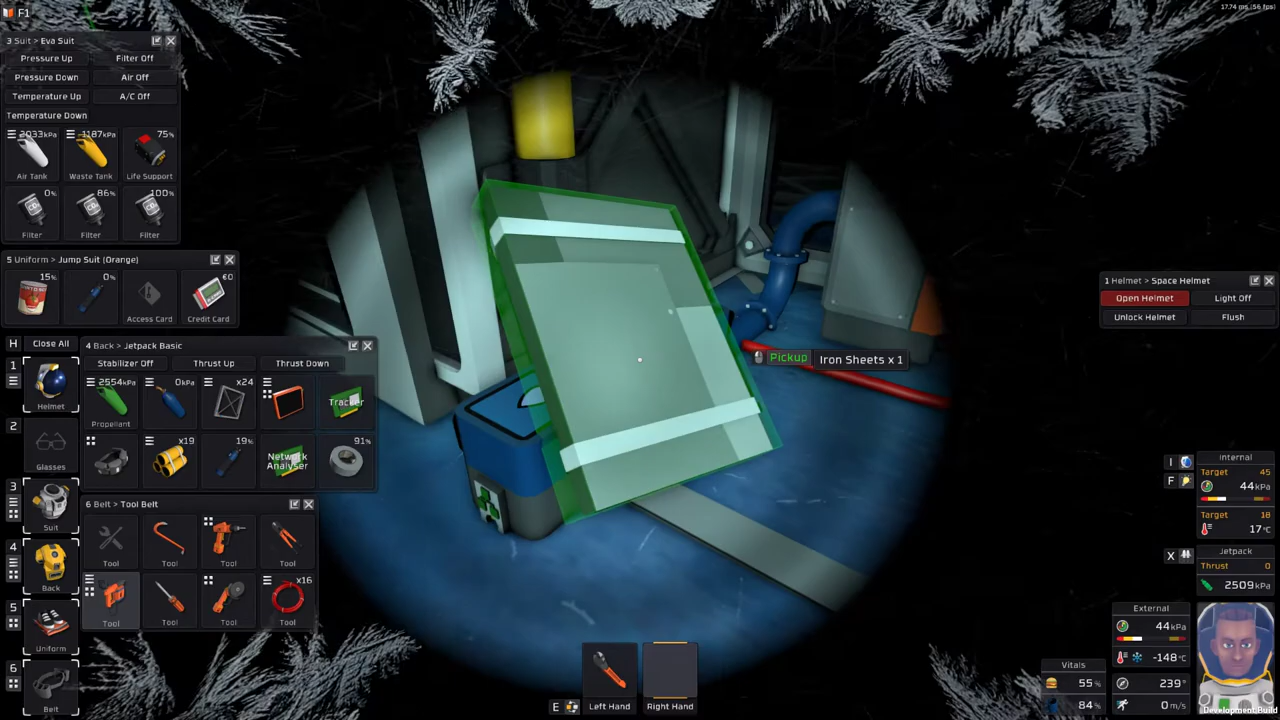 F1
17.74 ms (56 fps)
3 Suit > Eva Suit
Pressure Up
Filter Off
Pressure Down
Air Off
Temperature Up
A/C Off
Temperature Down
2033kPa
1187kPa
75%
Air Tank
Waste Tank
Life Support
0%
86%
100%
Filter
Filter
Filter
5 Uniform > Jump Suit (Orange)
15%
0%
€0
Access Card
Credit Card
H
Close All
4 Back > Jetpack Basic
Stabilizer Off
Thrust Up
Thrust Down
2554kPa
0kPa
x24
Tracker
Propellant
x19
19%
Network Analyser
91%
6 Belt > Tool Belt
Tool
Tool
Tool
Tool
x16
Tool
Tool
Tool
Tool
1
Helmet
2
Glasses
3
Suit
4
Back
5
Uniform
6
Belt
Pickup
Iron Sheets x 1
1 Helmet > Space Helmet
Open Helmet
Light Off
Unlock Helmet
Flush
Internal
I
Target 45
F
44kPa
Target 18
17°C
Jetpack
X
Thrust 0
2509kPa
External
44kPa
-148°C
Vitals
55 %
239°
84 %
0m/s
Development Build
E
Left Hand
Right Hand